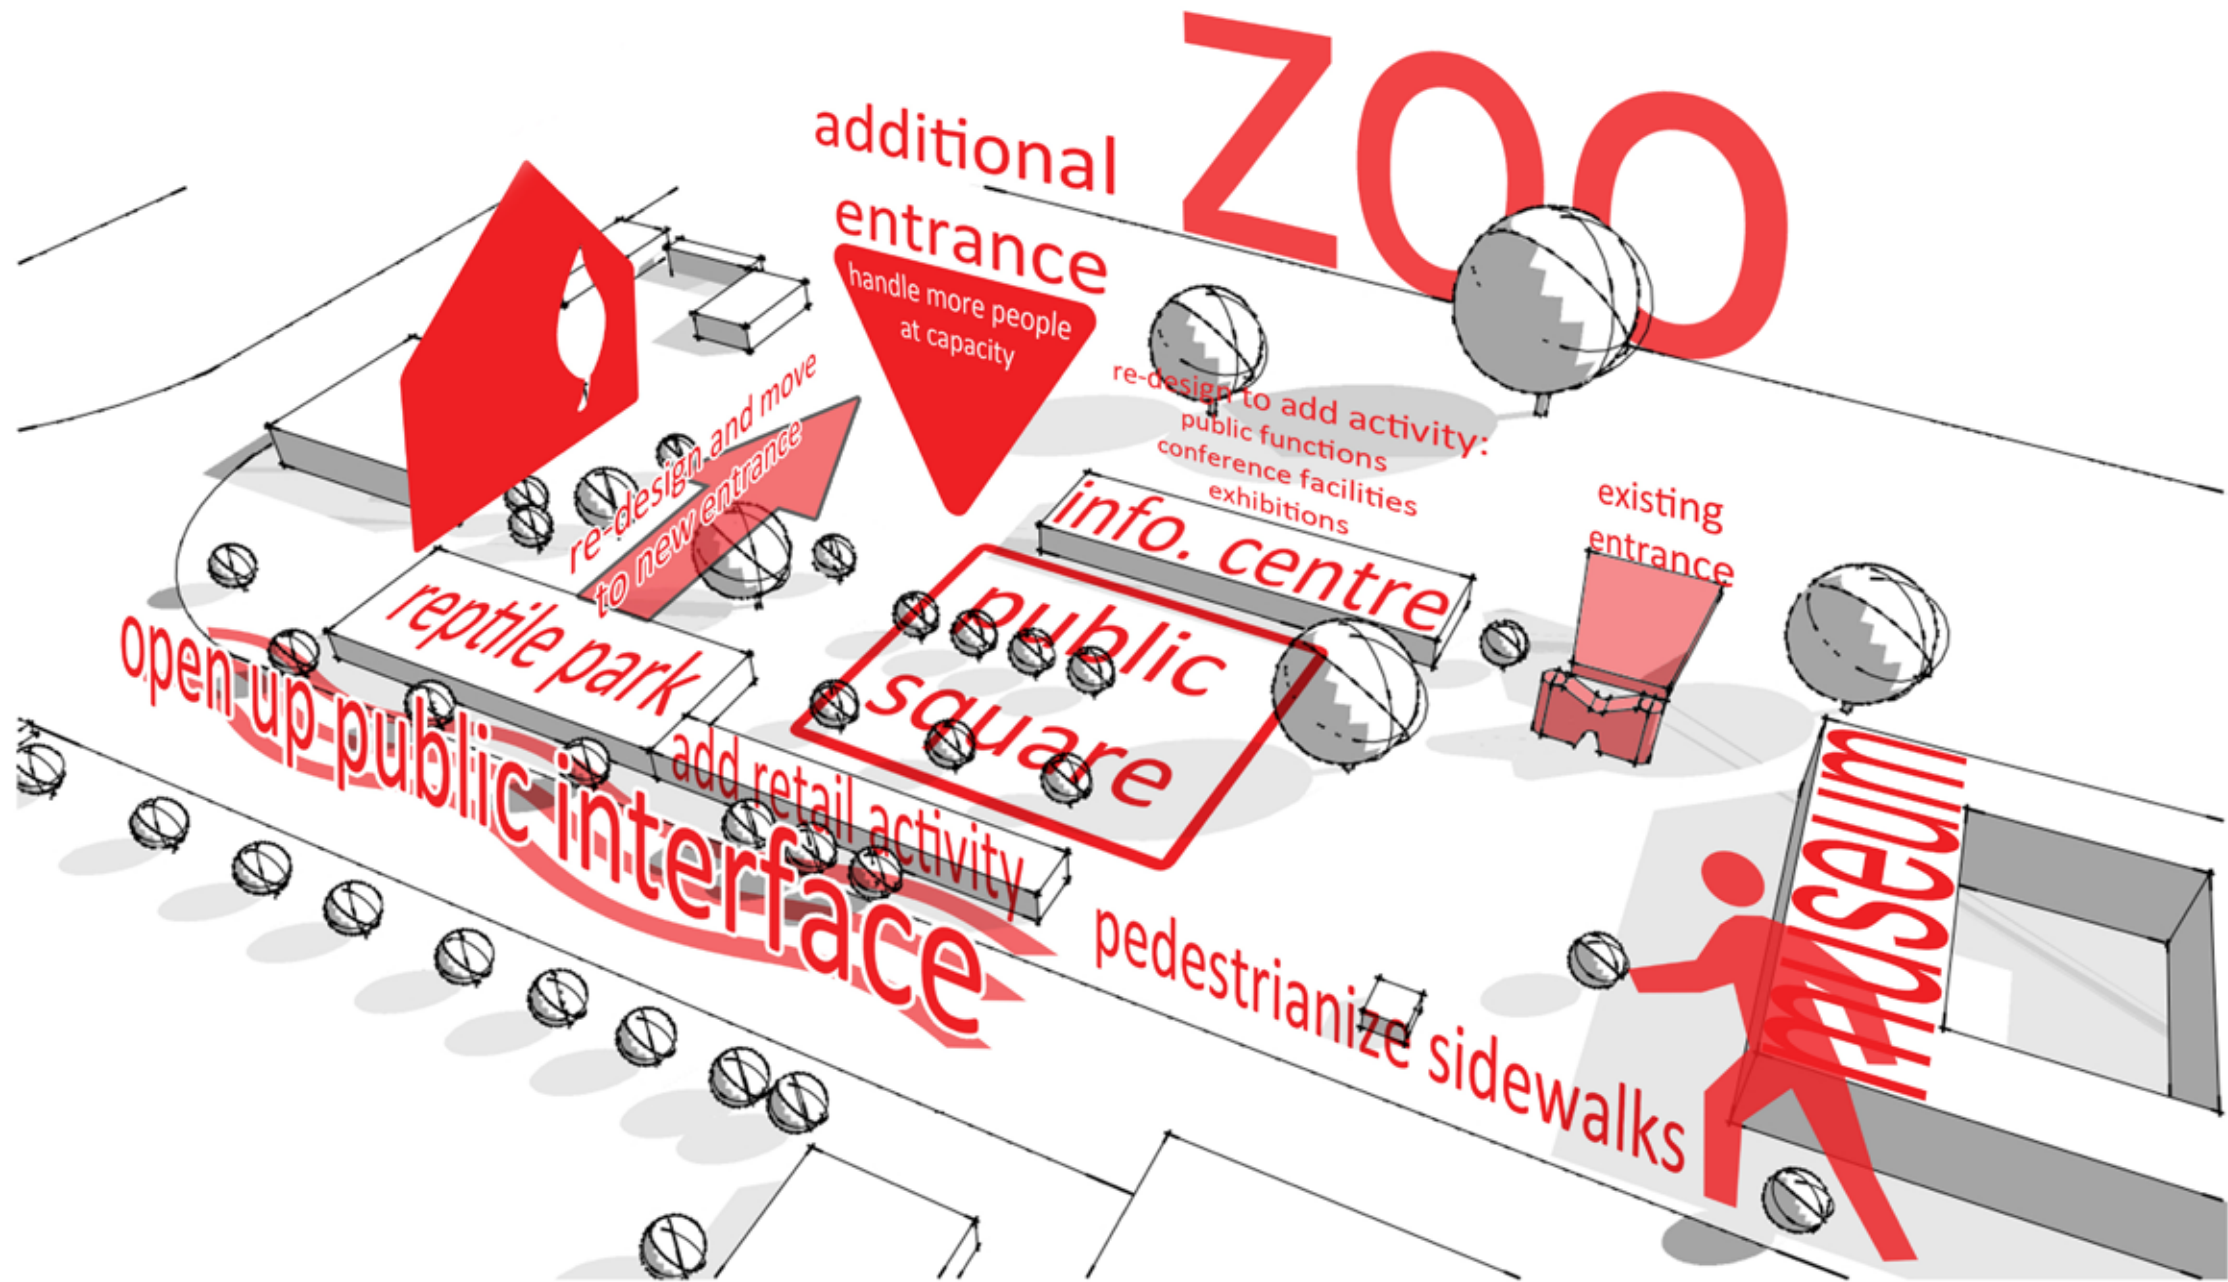 ZOO
additional
entrance
handle more people
at capacity
re-design and move
to new entrance
re-design to add activity:
public functions
conference facilities
exhibitions
info. centre
existing
entrance
public
square
reptile park
open up public interface
add retail activity
pedestrianize sidewalks
museum